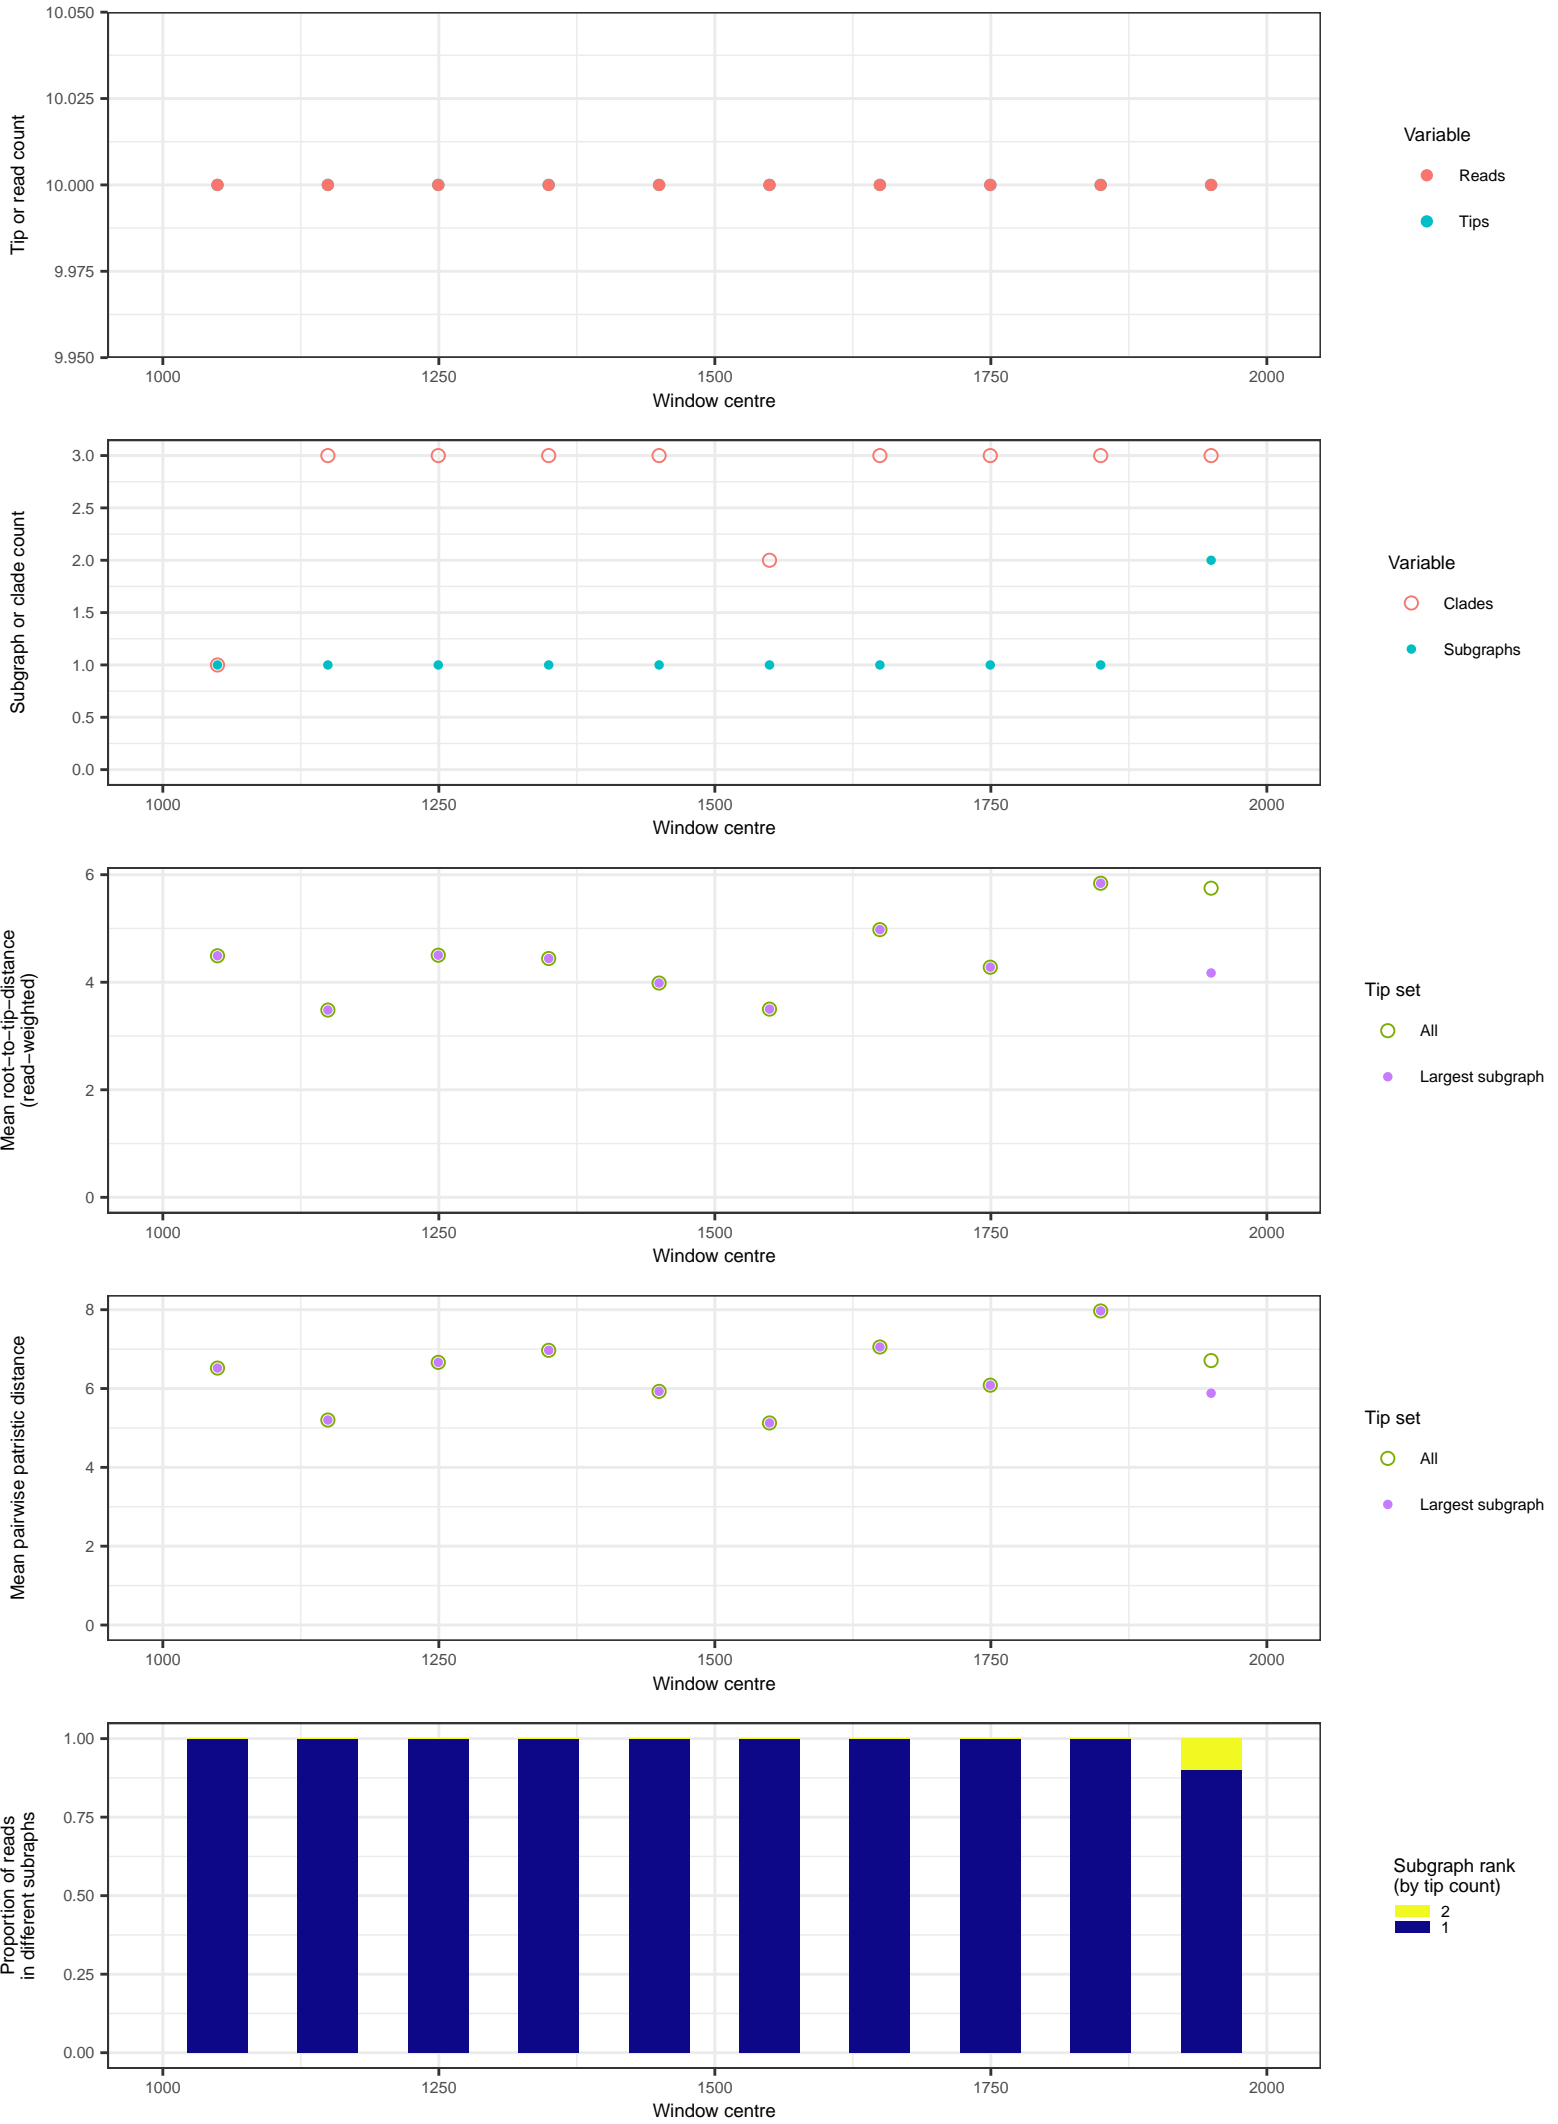 10.050
10.025
10.000
9.975
9.950
Tip or read count
1000 1250 1500 1750 2000
Window centre
Variable
Reads
Tips
3.0
2.5
2.0
1.5
1.0
0.5
0.0
Subgraph or clade count
1000 1250 1500 1750 2000
Window centre
Variable
Clades
Subgraphs
6
4
2
0
Mean root−to−tip−distance
(read−weighted)
1000 1250 1500 1750 2000
Window centre
Tip set
All
Largest subgraph
8
6
4
2
0
Mean pairwise patristic distance
1000 1250 1500 1750 2000
Window centre
Tip set
All
Largest subgraph
1.00
0.75
0.50
0.25
0.00
Proportion of reads
in different subraphs
1000 1250 1500 1750 2000
Window centre
Subgraph rank
(by tip count)
2
1